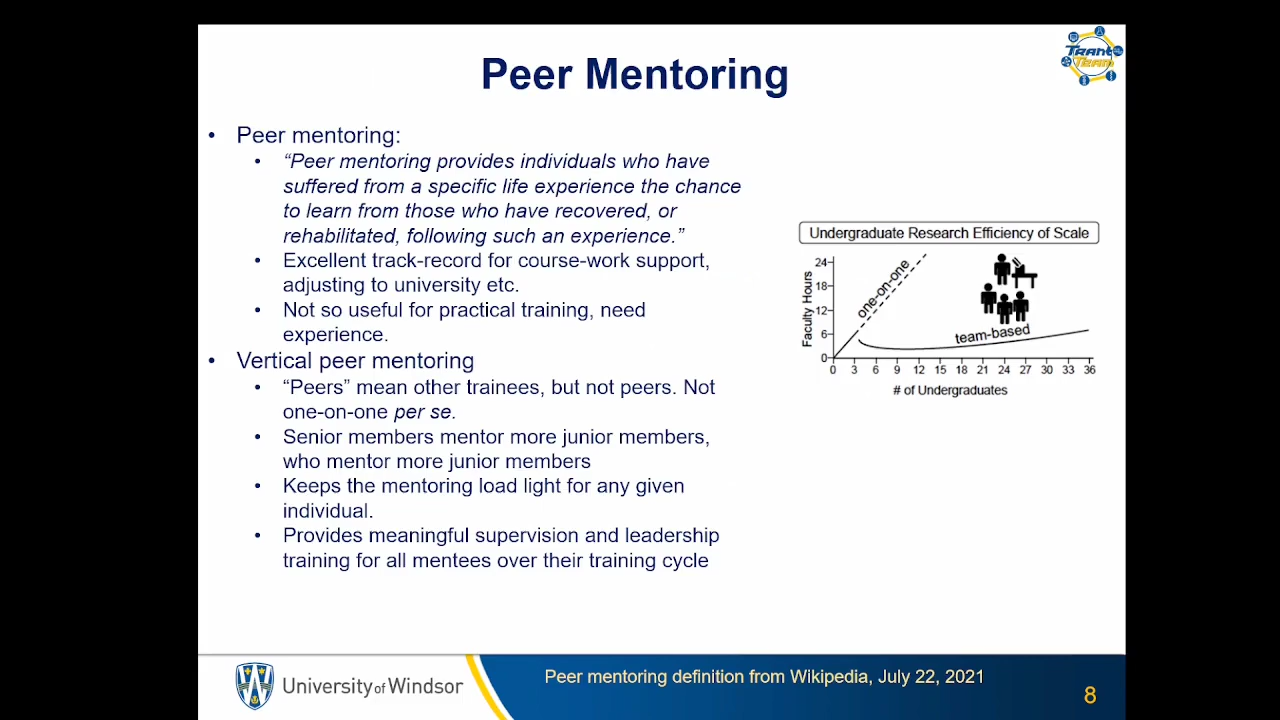 Peer Mentoring
TRANT
TEAM
• Peer mentoring:
• “Peer mentoring provides individuals who have
suffered from a specific life experience the chance
to learn from those who have recovered, or
rehabilitated, following such an experience.”
• Excellent track-record for course-work support,
adjusting to university etc.
• Not so useful for practical training, need
experience.
• Vertical peer mentoring
• “Peers” mean other trainees, but not peers. Not
one-on-one per se.
• Senior members mentor more junior members,
who mentor more junior members
• Keeps the mentoring load light for any given
individual.
• Provides meaningful supervision and leadership
training for all mentees over their training cycle
Undergraduate Research Efficiency of Scale
Faculty Hours
24
18
12
6
0
one-on-one
team-based
0 3 6 9 12 15 18 21 24 27 30 33 36
# of Undergraduates
University of Windsor
Peer mentoring definition from Wikipedia, July 22, 2021
8